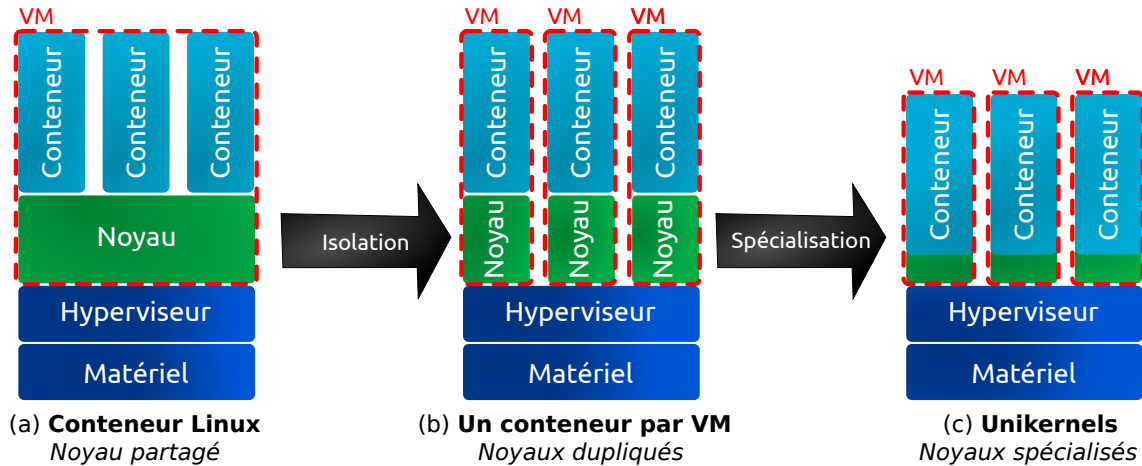 VM
Conteneur
Conteneur
Conteneur
Noyau
Hyperviseur
Matériel
(a) Conteneur Linux
Noyau partagé
Isolation
VM
VM
VM
Conteneur
Conteneur
Conteneur
Noyau
Noyau
Noyau
Hyperviseur
Matériel
(b) Un conteneur par VM
Noyaux dupliqués
Spécialisation
VM
VM
VM
Conteneur
Conteneur
Conteneur
Hyperviseur
Matériel
(c) Unikernels
Noyaux spécialisés